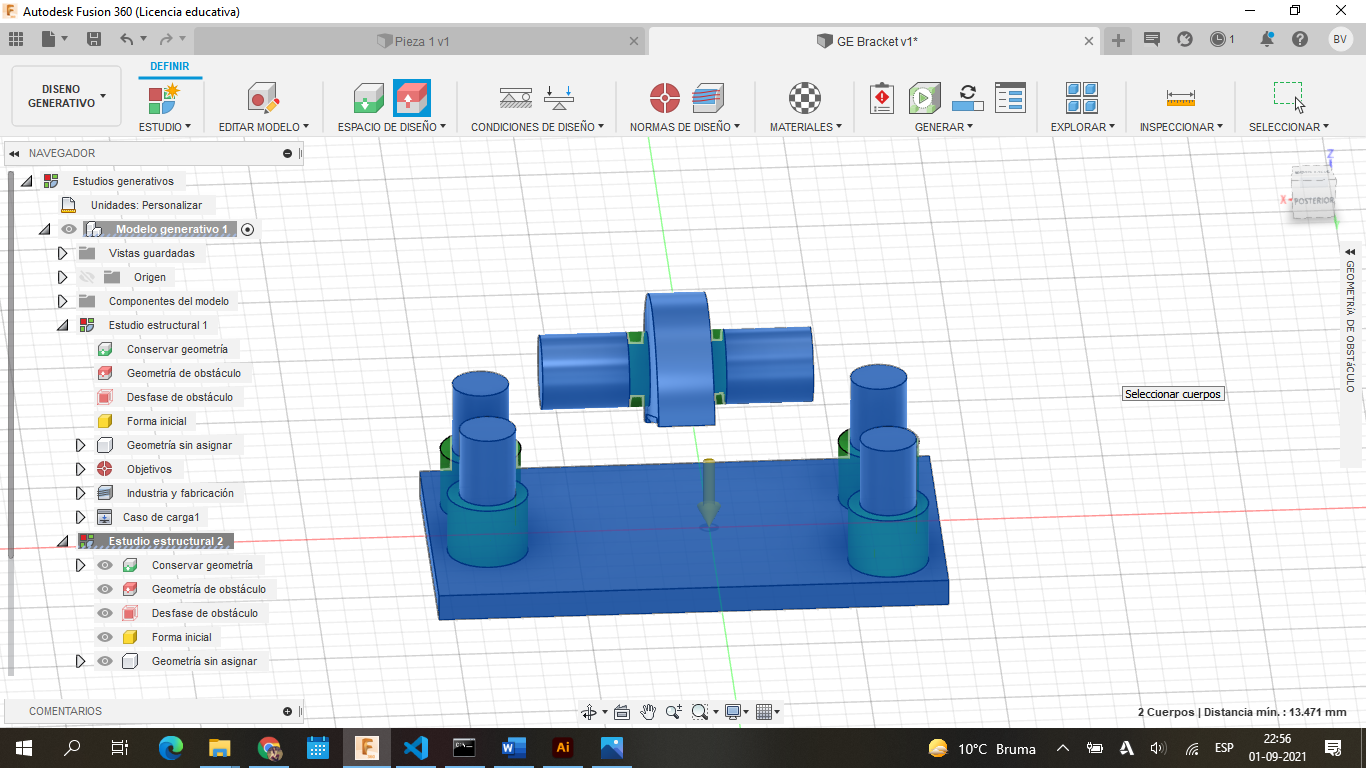 Autodesk Fusion 360 (Licencia educativa)
Pieza 1 v1
GE Bracket v1*
1
BV
DISEÑO GENERATIVO
DEFINIR
ESTUDIO
EDITAR MODELO
ESPACIO DE DISEÑO
CONDICIONES DE DISEÑO
NORMAS DE DISEÑO
MATERIALES
GENERAR
EXPLORAR
INSPECCIONAR
SELECCIONAR
NAVEGADOR
Estudios generativos
Unidades: Personalizar
Modelo generativo 1
Vistas guardadas
Origen
Componentes del modelo
Estudio estructural 1
Conservar geometría
Geometría de obstáculo
Desfase de obstáculo
Forma inicial
Geometría sin asignar
Objetivos
Industria y fabricación
Caso de carga1
Estudio estructural 2
Conservar geometría
Geometría de obstáculo
Desfase de obstáculo
Forma inicial
Geometría sin asignar
Z
X
POSTERIOR
GEOMETRÍA DE OBSTÁCULO
Seleccionar cuerpos
COMENTARIOS
2 Cuerpos | Distancia mín. : 13.471 mm
10°C Bruma
ESP
22:56
01-09-2021